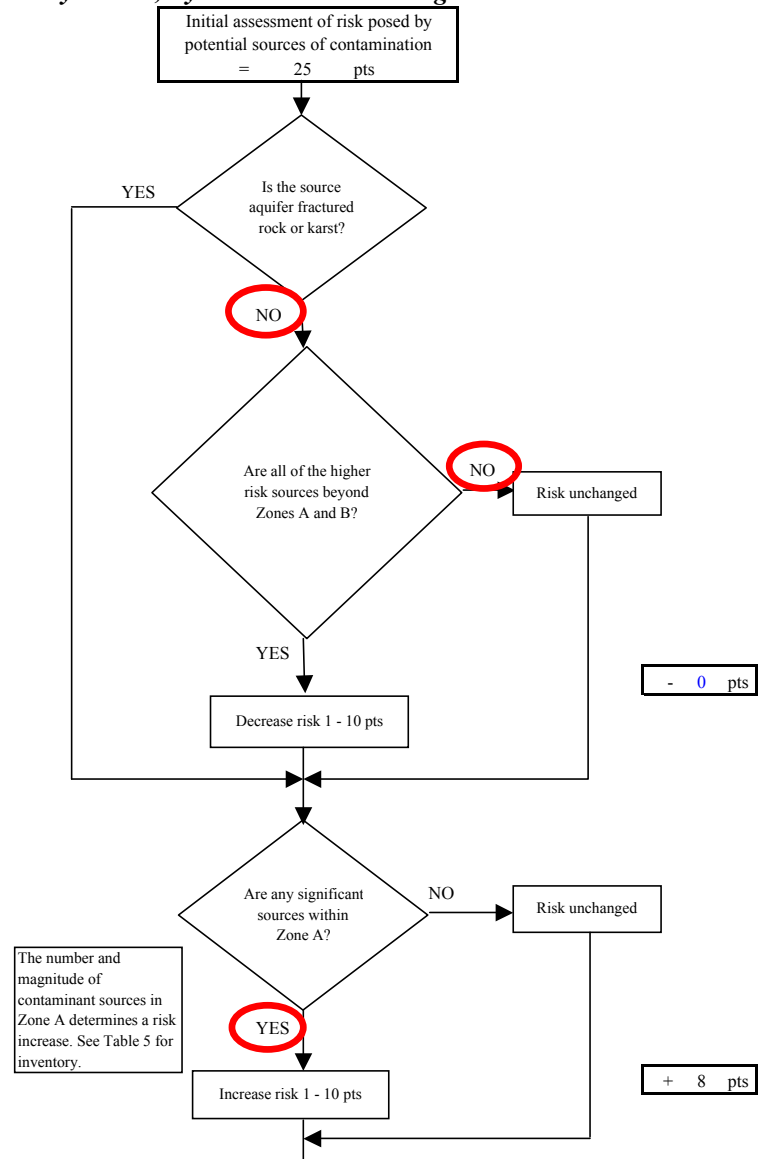 Initial assessment of risk posed by
potential sources of contamination
= 25 pts
YES
Is the source
aquifer fractured
rock or karst?
NO
Are all of the higher
risk sources beyond
Zones A and B?
NO
Risk unchanged
YES
- 0 pts
Decrease risk 1 - 10 pts
Are any significant
sources within
Zone A?
NO
Risk unchanged
The number and
magnitude of
contaminant sources in
Zone A determines a risk
increase. See Table 5 for
inventory.
YES
Increase risk 1 - 10 pts
+ 8 pts